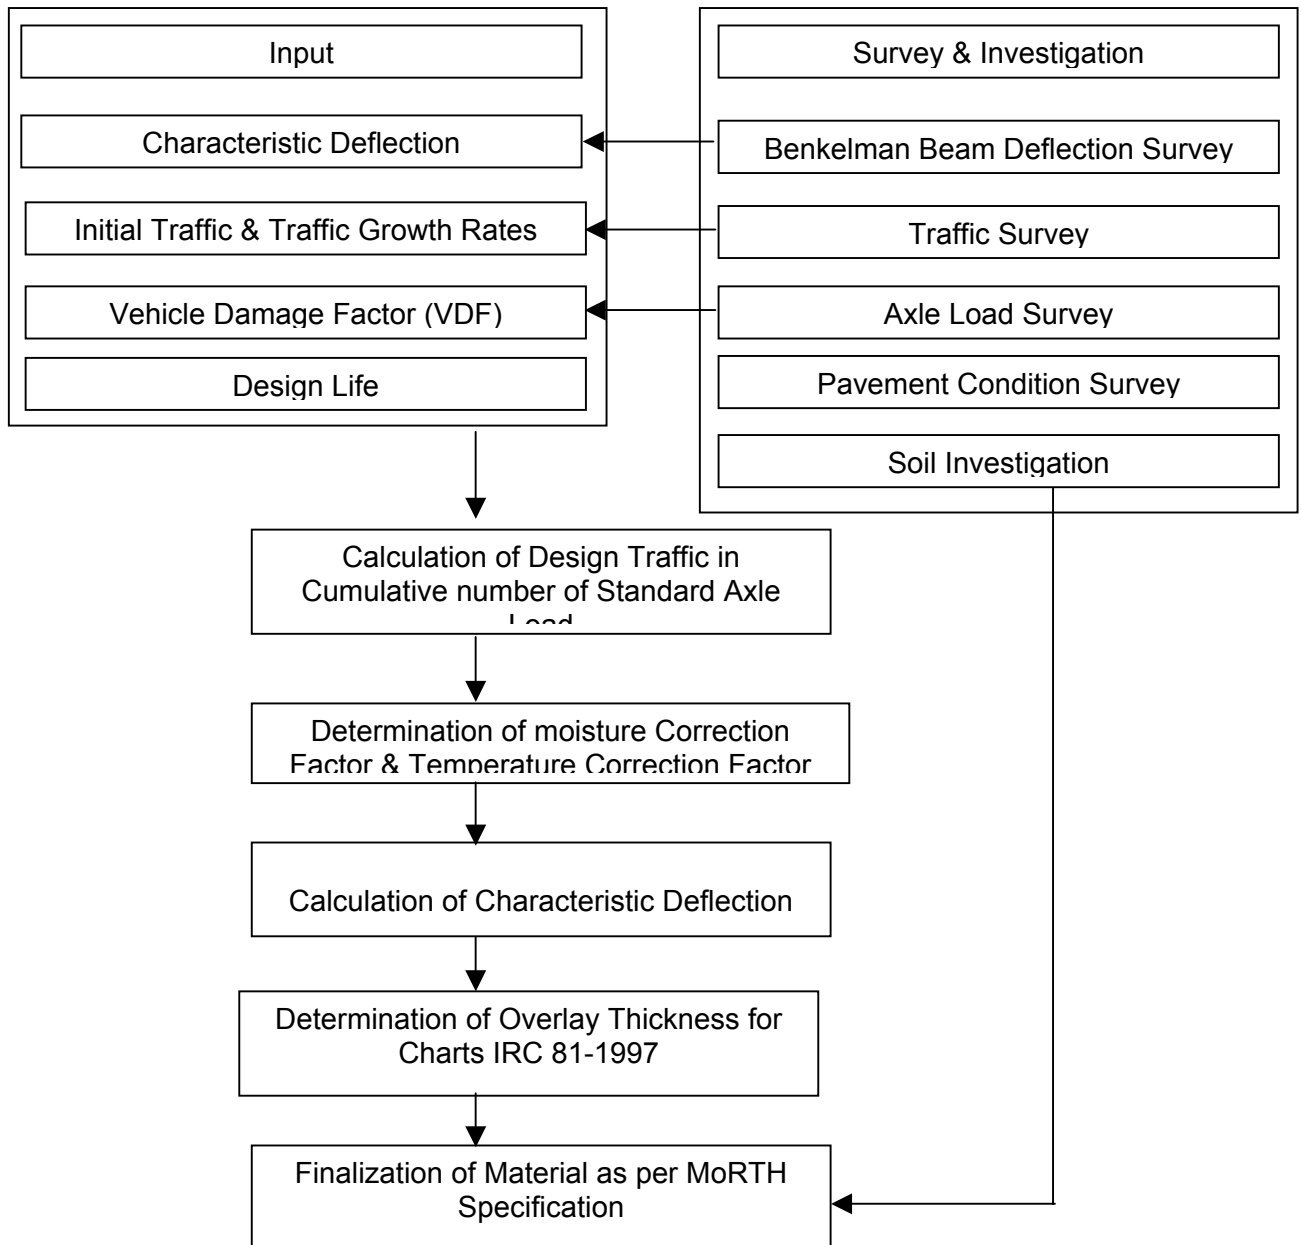 Input
Characteristic Deflection
Initial Traffic & Traffic Growth Rates
Vehicle Damage Factor (VDF)
Design Life
Survey & Investigation
Benkelman Beam Deflection Survey
Traffic Survey
Axle Load Survey
Pavement Condition Survey
Soil Investigation
Calculation of Design Traffic in
Cumulative number of Standard Axle
Load
Determination of moisture Correction
Factor & Temperature Correction Factor
Calculation of Characteristic Deflection
Determination of Overlay Thickness for
Charts IRC 81-1997
Finalization of Material as per MoRTH
Specification